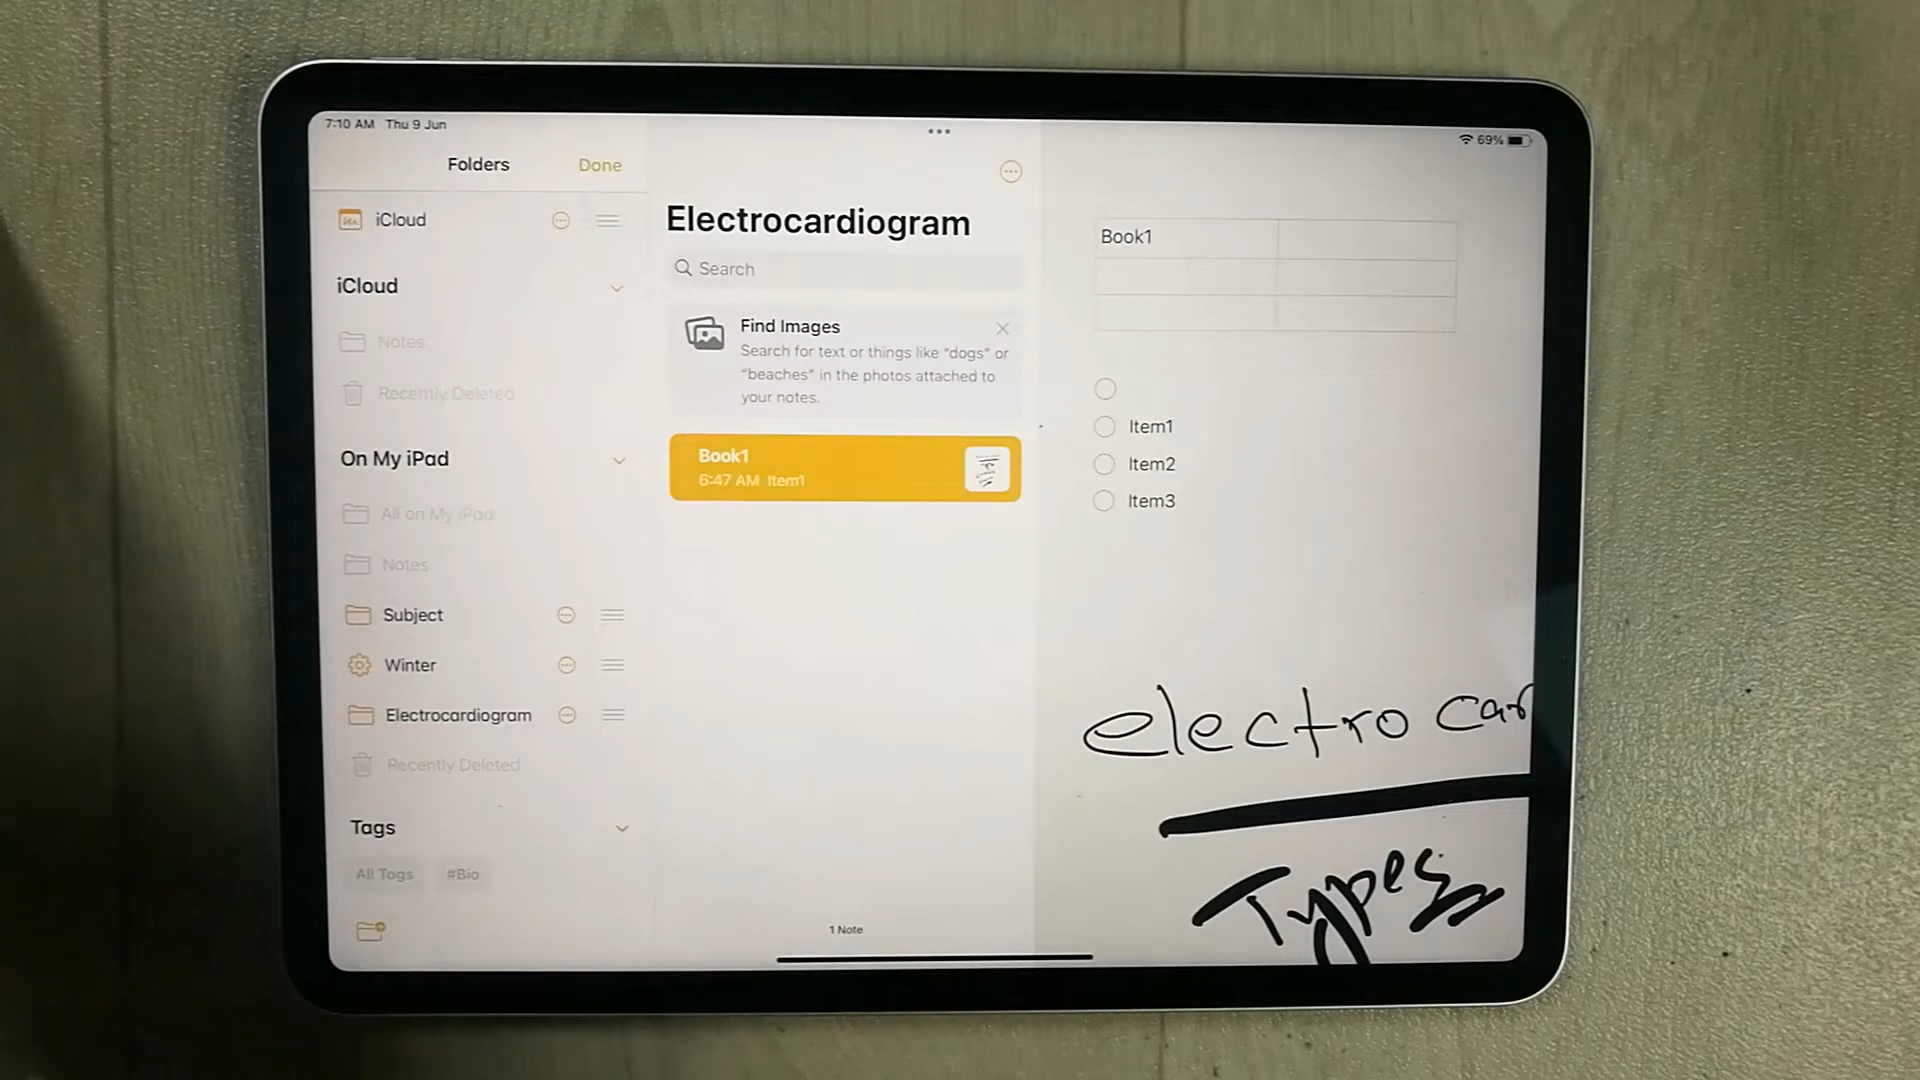 7:10 AM Thu 9 Jun
69%
Folders
Done
iCloud
iCloud
Notes
Recently Deleted
On My iPad
All on My iPad
Notes
Subject
Winter
Electrocardiogram
Recently Deleted
Tags
All Tags #Bio
Electrocardiogram
Search
Find Images
Search for text or things like “dogs” or
“beaches” in the photos attached to
your notes.
Book1
6:47 AM Item1
1 Note
Book1
Item1
Item2
Item3
electro car
Types